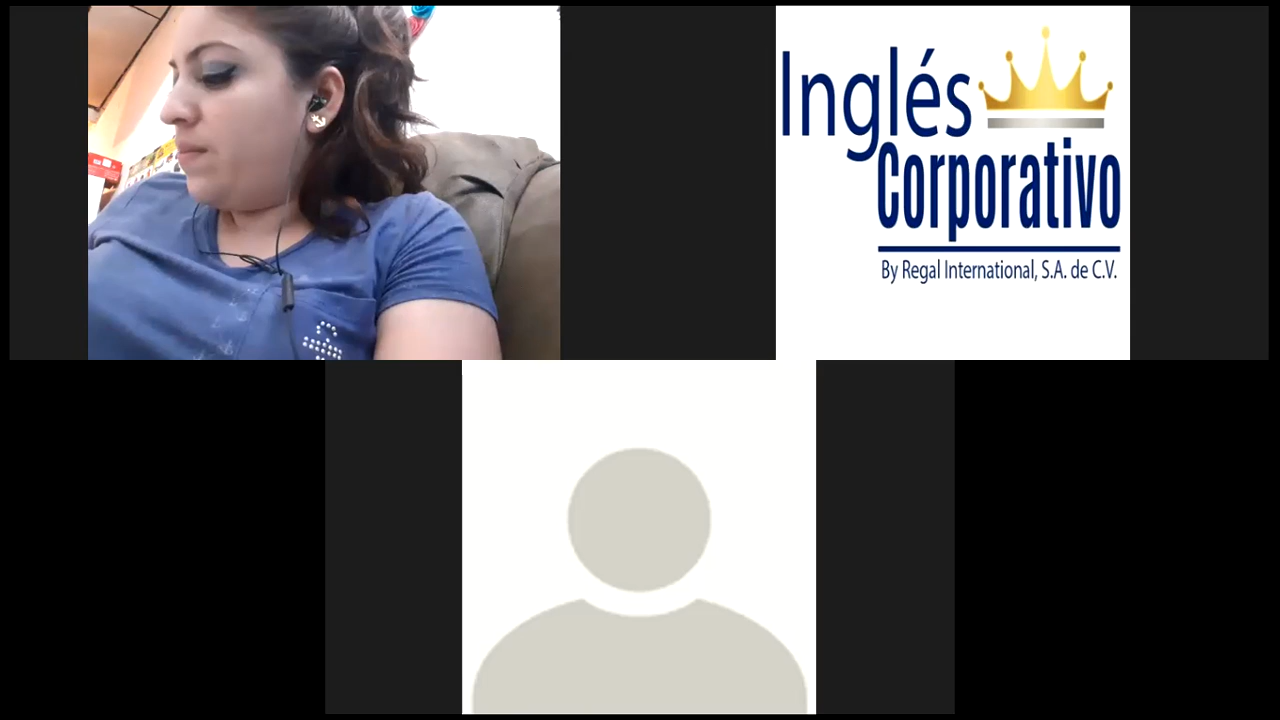 Inglés
Corporativo
By Regal International, S.A. de C.V.